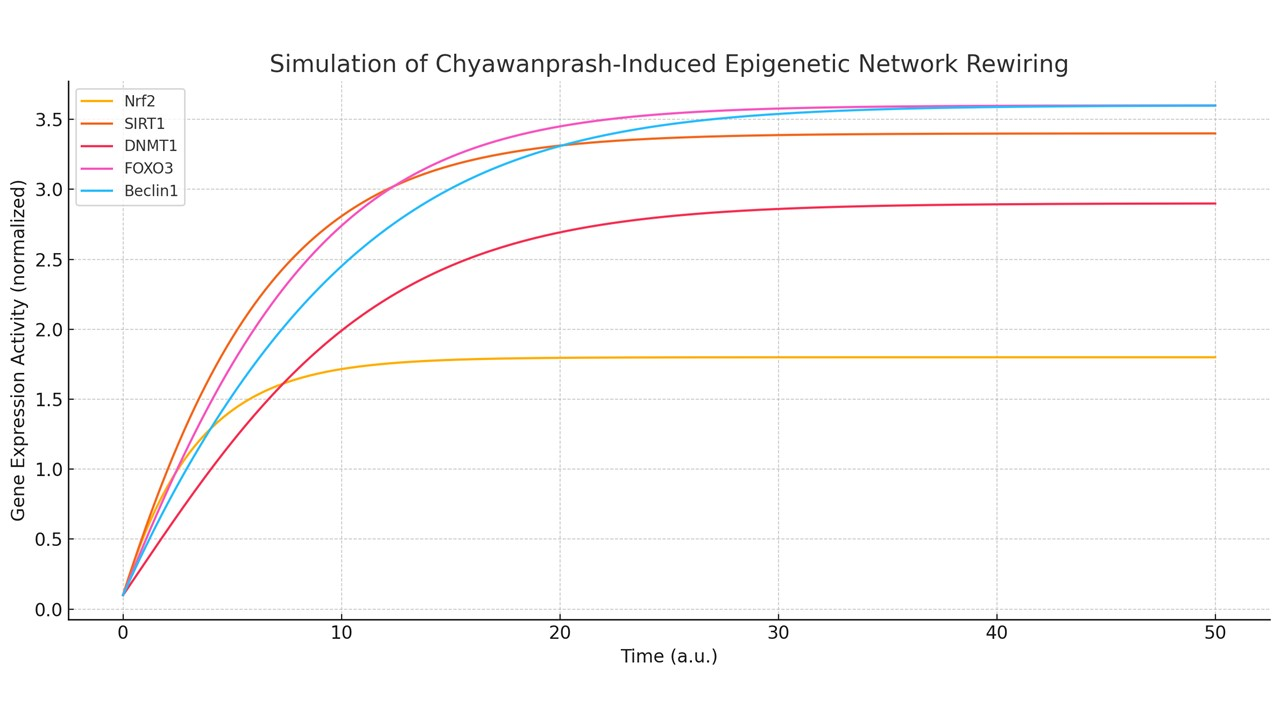 Simulation of Chyawanprash-Induced Epigenetic Network Rewiring
Nrf2
SIRT1
DNMT1
FOXO3
Beclin1
Gene Expression Activity (normalized)
3.5
3.0
2.5
2.0
1.5
1.0
0.5
0.0
0 10 20 30 40 50
Time (a.u.)